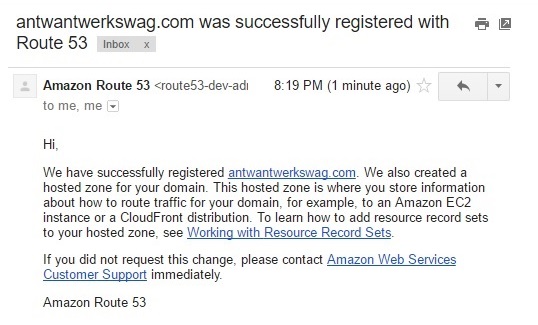 antwantwerkswag.com was successfully registered with
Route 53 Inbox x
Amazon Route 53 <route53-dev-adı 8:19 PM (1 minute ago)
to me, me
Hi,
We have successfully registered antwantwerkswag.com. We also created a
hosted zone for your domain. This hosted zone is where you store information
about how to route traffic for your domain, for example, to an Amazon EC2
instance or a CloudFront distribution. To learn how to add resource record sets
to your hosted zone, see Working with Resource Record Sets.
If you did not request this change, please contact Amazon Web Services
Customer Support immediately.
Amazon Route 53